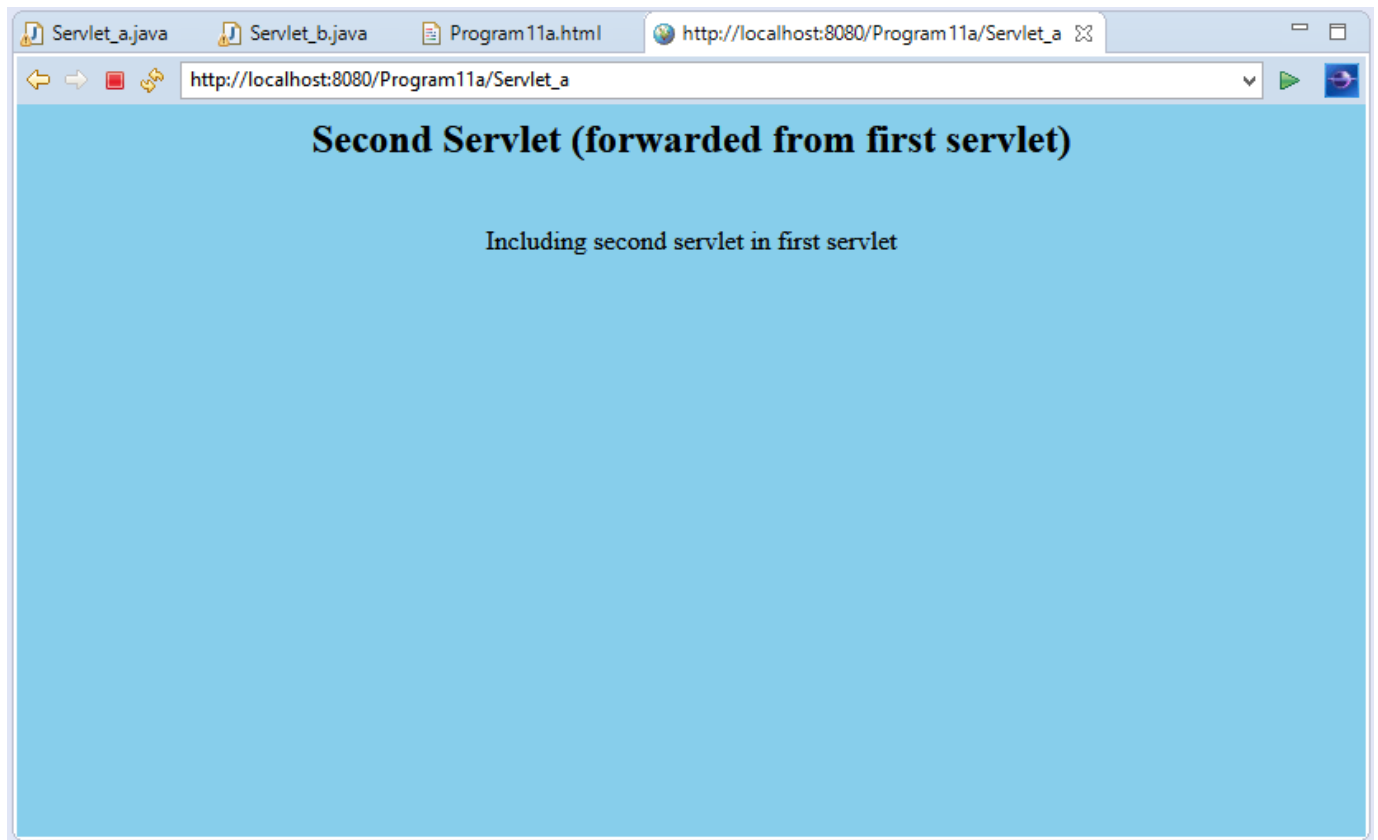 Servlet_a.java Servlet_b.java Program11a.html http://localhost:8080/Program11a/Servlet_a
http://localhost:8080/Program11a/Servlet_a
Second Servlet (forwarded from first servlet)
Including second servlet in first servlet